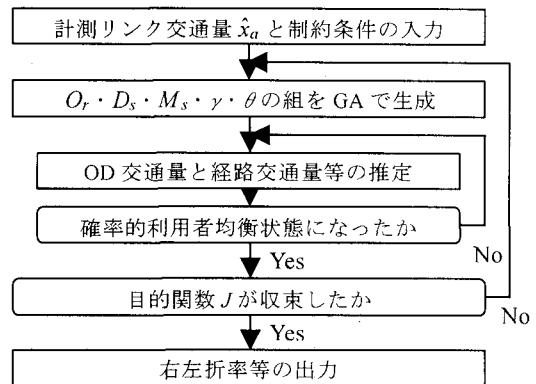 計測リンク交通量 x̂a と制約条件の入力
Or・Ds・Ms・γ・θの組を GA で生成
OD 交通量と経路交通量等の推定
確率的利用者均衡状態になったか
Yes
No
目的関数 J が収束したか
No
Yes
右左折率等の出力